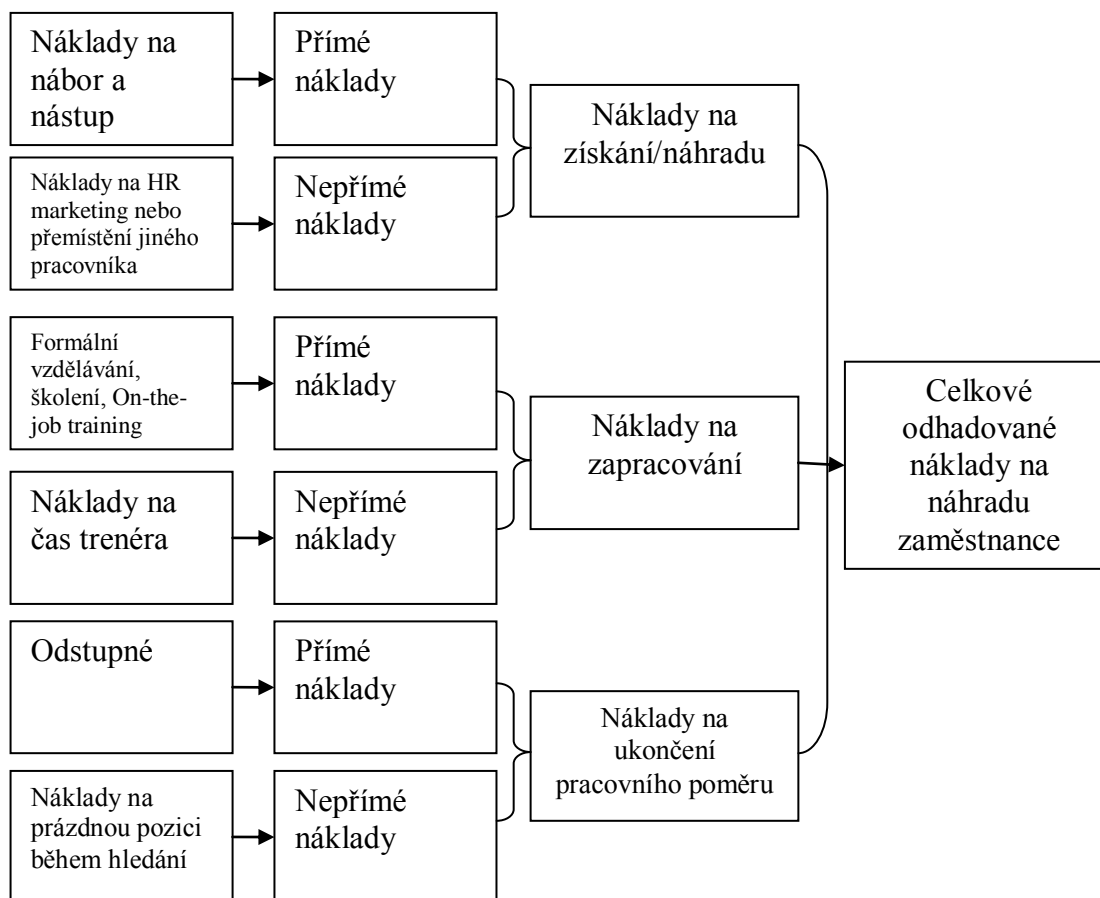 Náklady na
nábor a
nástup
Přímé
náklady
Náklady na
získání/náhradu
Náklady na HR
marketing nebo
přemístění jiného
pracovníka
Nepřímé
náklady
Formální
vzdělávání,
školení, On-the-
job training
Přímé
náklady
Náklady na
zapracování
Celkové
odhadované
náklady na
náhradu
zaměstnance
Náklady na
čas trenéra
Nepřímé
náklady
Odstupné
Přímé
náklady
Náklady na
ukončení
pracovního poměru
Náklady na
prázdnou pozici
během hledání
Nepřímé
náklady